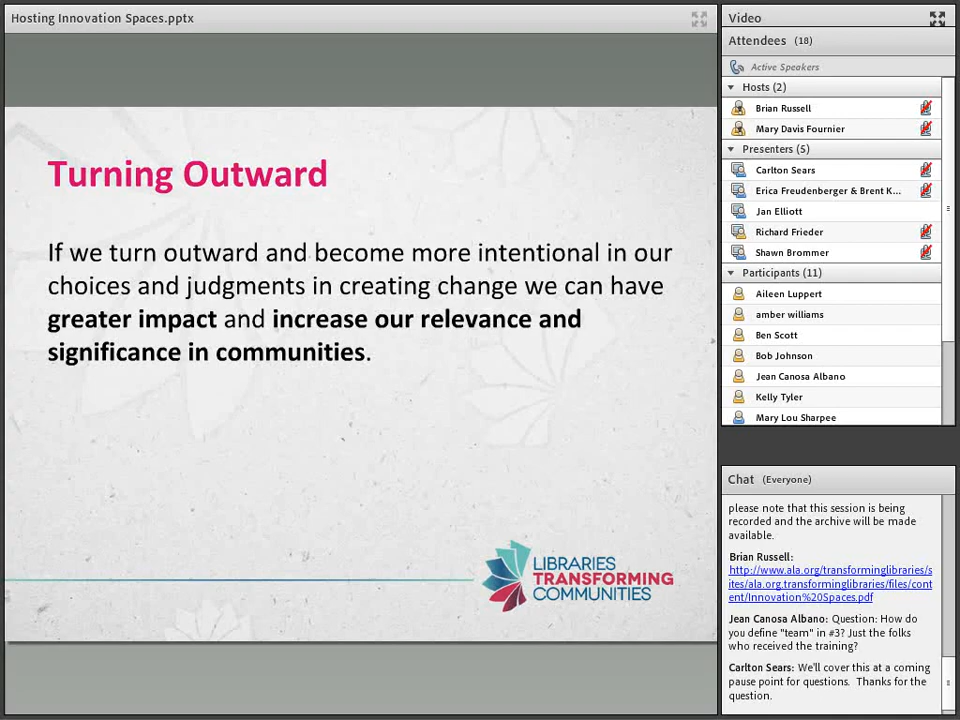 Hosting Innovation Spaces.pptx
Turning Outward
If we turn outward and become more intentional in our
choices and judgments in creating change we can have
greater impact and increase our relevance and
significance in communities.
LIBRARIES
TRANSFORMING
COMMUNITIES
Video
Attendees (18)
Active Speakers
Hosts (2)
Brian Russell
Mary Davis Fournier
Presenters (5)
Carlton Sears
Erica Freudenberger & Brent K...
Jan Elliott
Richard Frieder
Shawn Brommer
Participants (11)
Aileen Luppert
amber williams
Ben Scott
Bob Johnson
Jean Canosa Albano
Kelly Tyler
Mary Lou Sharpee
Chat (Everyone)
please note that this session is being
recorded and the archive will be made
available.
Brian Russell:
http://www.ala.org/transforminglibraries/s
ites/ala.org.transforminglibraries/files/cont
ent/Innovation%20Spaces.pdf
Jean Canosa Albano: Question: How do
you define "team" in #3? Just the folks
who received the training?
Carlton Sears: We'll cover this at a coming
pause point for questions.  Thanks for the
question.